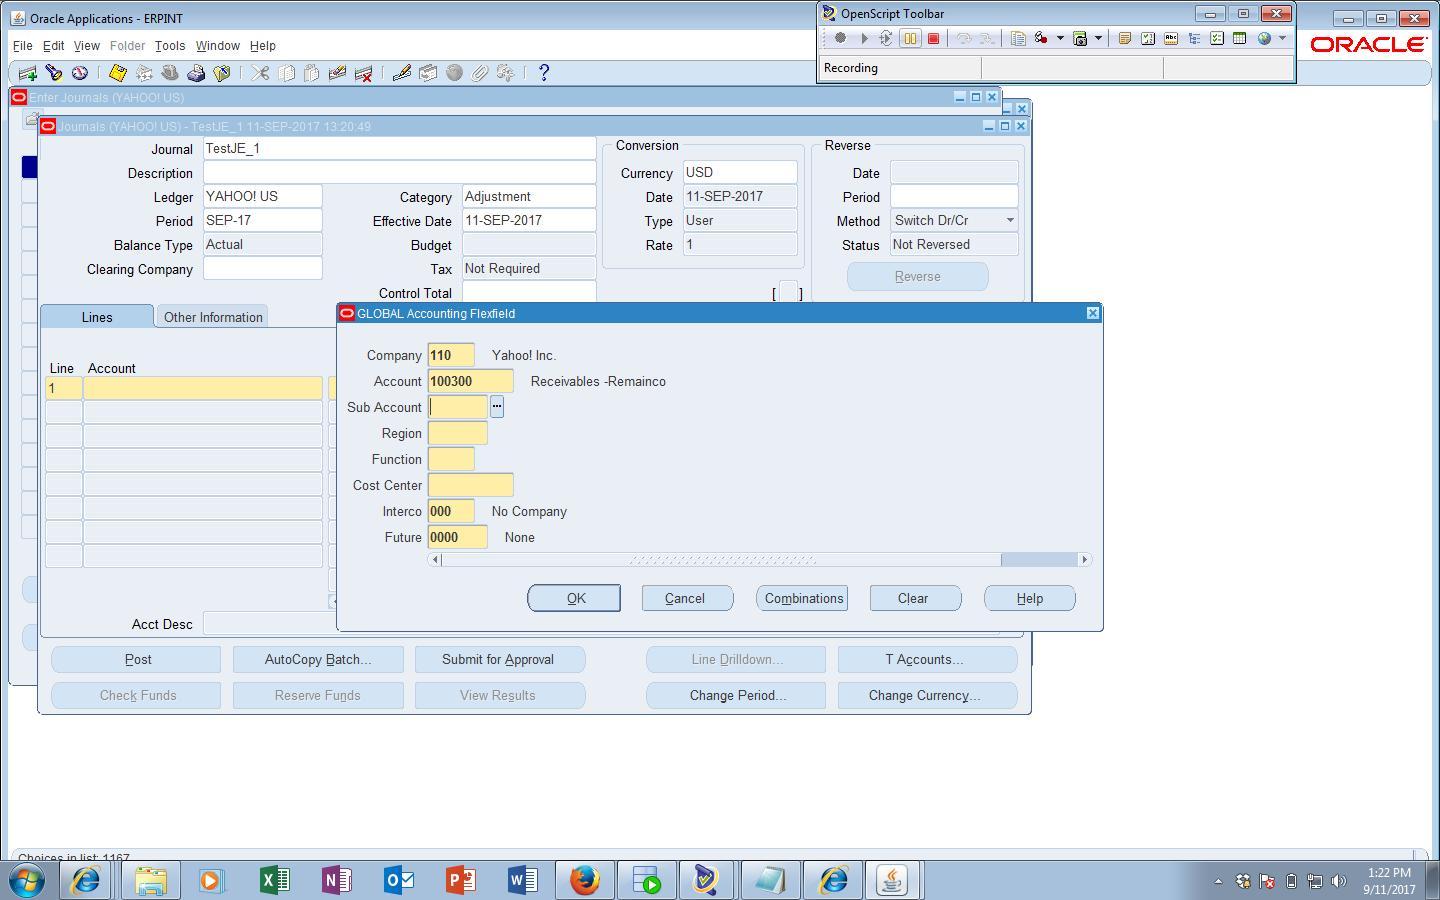 Oracle Applications - ERPINT
OpenScript Toolbar
File Edit View Folder Tools Window Help
ORACLE
Recording
Enter Journals (YAHOO! US)
Journals (YAHOO! US) - TestJE_1 11-SEP-2017 13:20:49
Journal TestJE_1
Description
Ledger YAHOO! US
Period SEP-17
Balance Type Actual
Clearing Company
Category Adjustment
Effective Date 11-SEP-2017
Budget
Tax Not Required
Control Total
Conversion
Currency USD
Date 11-SEP-2017
Type User
Rate 1
Reverse
Date
Period
Method Switch Dr/Cr
Status Not Reversed
Reverse
[ ]
Lines Other Information
Line Account
1
GLOBAL Accounting Flexfield
Company 110 Yahoo! Inc.
Account 100300 Receivables -Remainco
Sub Account ...
Region
Function
Cost Center
Interco 000 No Company
Future 0000 None
OK Cancel Combinations Clear Help
Acct Desc
Post AutoCopy Batch... Submit for Approval Line Drilldown... T Accounts...
Check Funds Reserve Funds View Results Change Period... Change Currency...
Choices in list: 1167
1:22 PM
9/11/2017